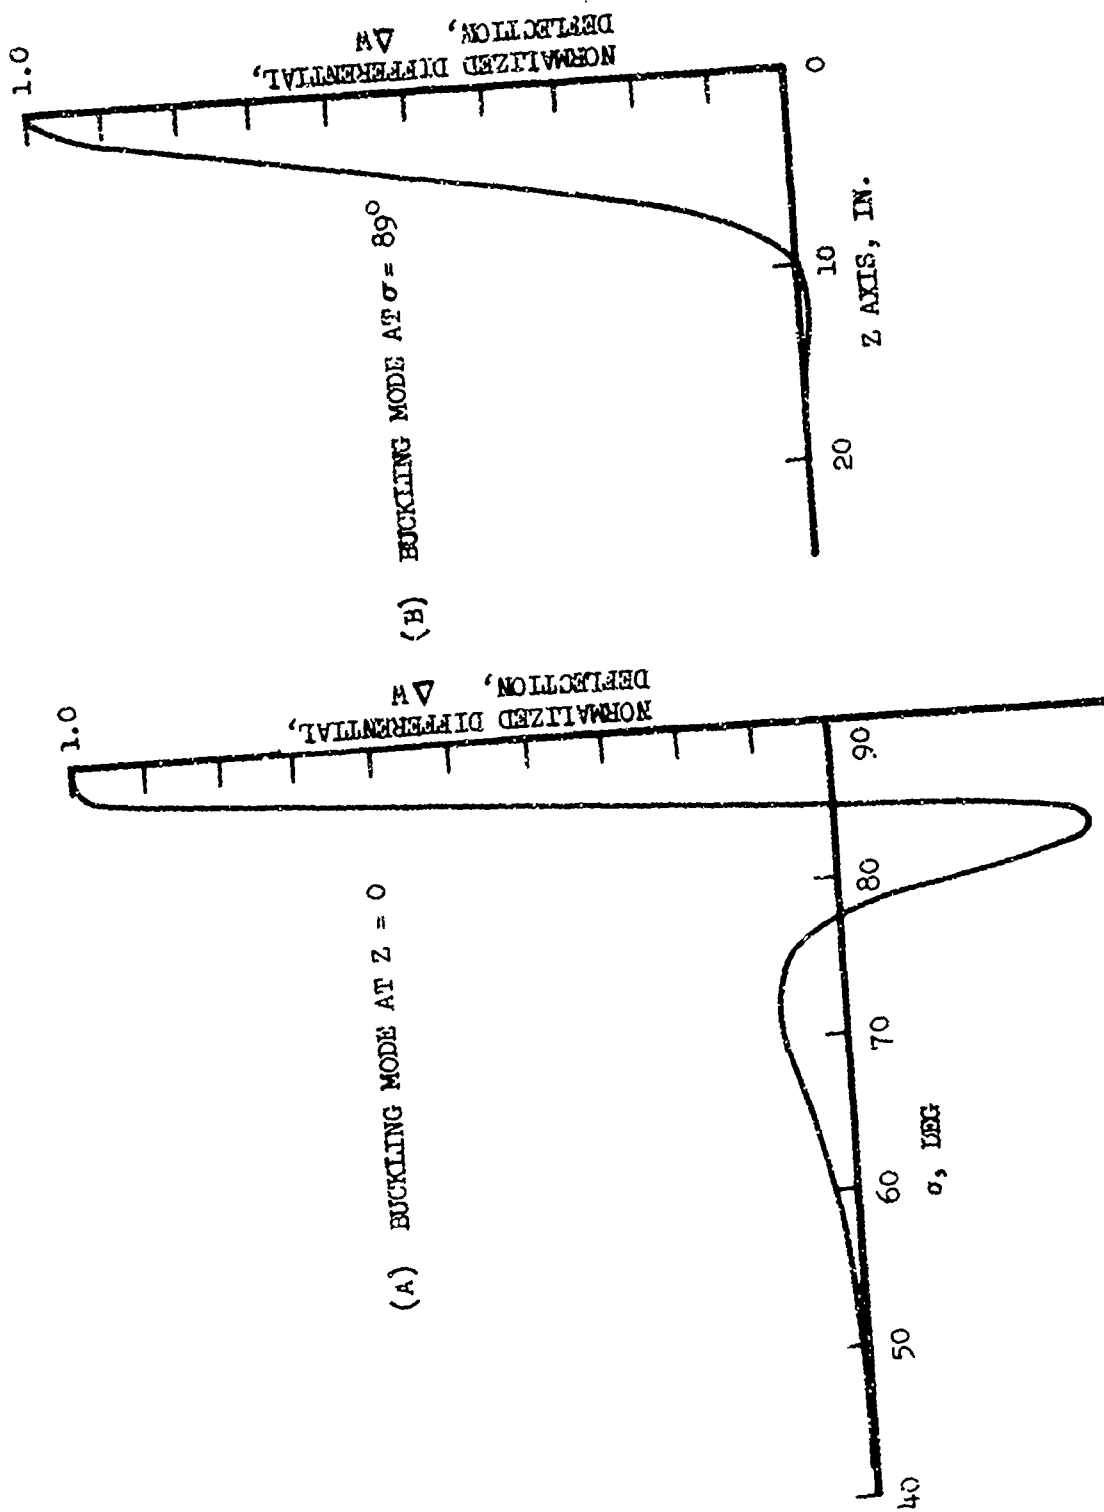 1.0
NORMALIZED DIFFERENTIAL,
DEFLECTION, ΔW
(A) BUCKLING MODE AT Z = 0
40
50
60
70
80
90
σ, DEG
1.0
NORMALIZED DIFFERENTIAL,
DEFLECTION, ΔW
(B) BUCKLING MODE AT σ = 89°
20
10
0
Z AXIS, IN.